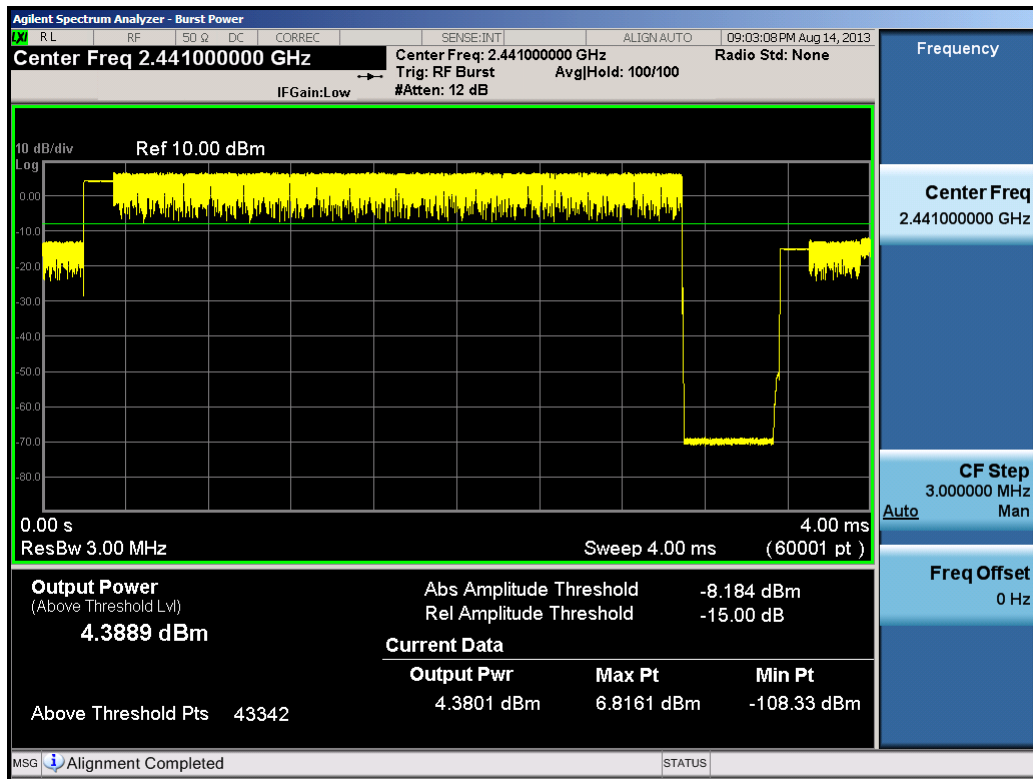 Agilent Spectrum Analyzer - Burst Power
LXI RL RF 50 Ω DC CORREC SENSE:INT ALIGN AUTO 09:03:08 PM Aug 14, 2013
Center Freq 2.441000000 GHz
IFGain:Low
Center Freq: 2.441000000 GHz Radio Std: None
Trig: RF Burst Avg|Hold: 100/100
#Atten: 12 dB
10 dB/div Ref 10.00 dBm
Log
0.00
-10.0
-20.0
-30.0
-40.0
-50.0
-60.0
-70.0
-80.0
0.00 s 4.00 ms
ResBw 3.00 MHz Sweep 4.00 ms (60001 pt)
Output Power
(Above Threshold Lvl)
4.3889 dBm
Above Threshold Pts 43342
Abs Amplitude Threshold -8.184 dBm
Rel Amplitude Threshold -15.00 dB
Current Data
Output Pwr Max Pt Min Pt
4.3801 dBm 6.8161 dBm -108.33 dBm
MSG Alignment Completed STATUS
Frequency
Center Freq
2.441000000 GHz
CF Step
3.000000 MHz
Auto Man
Freq Offset
0 Hz